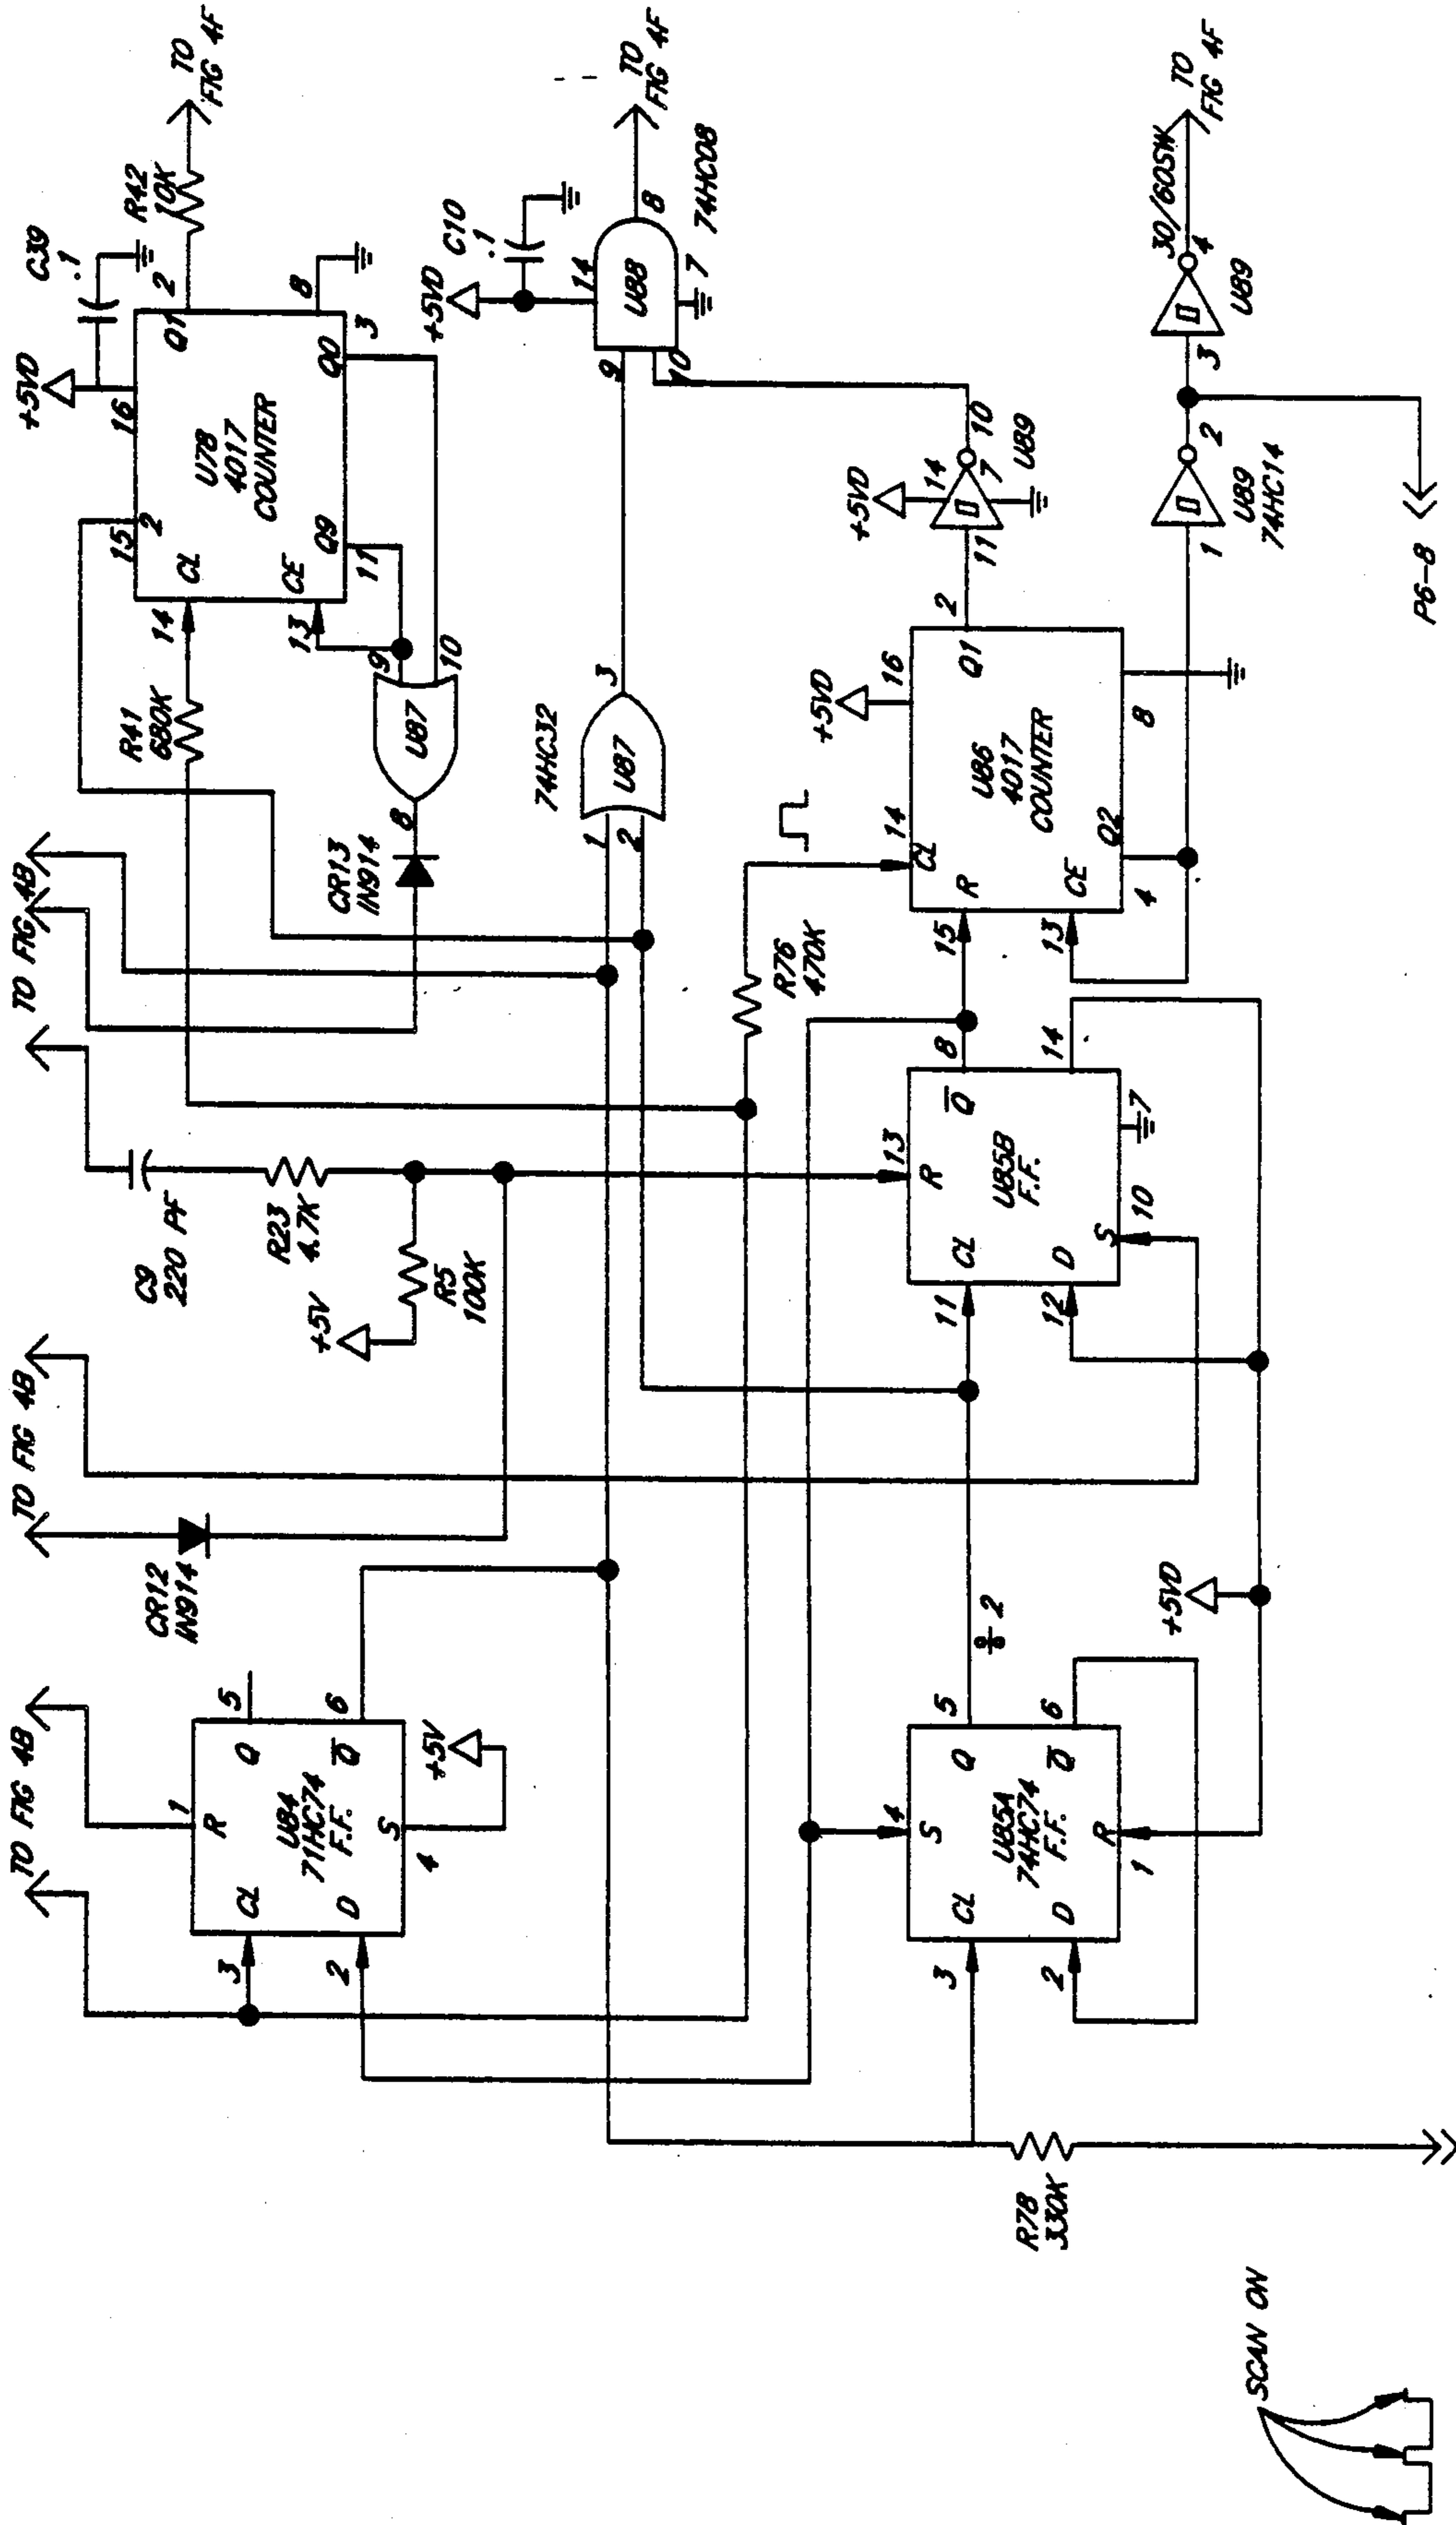 TO FIG 4B
TO FIG 4B
TO FIG 4B
3
CL
2
D
1
R
U84
71HC74
F.F.
S
4
Q
5
Q̅
6
+5V
CR12
1N914
C9
220 PF
R23
4.7K
+5V
R5
100K
R41
680K
+5VD
C39
.1
15
2
16
14
CL
U78
4017
COUNTER
Q1
2
R42
10K
TO
FIG 4F
13
CE
Q9
11
Q0
3
8
9
10
U87
8
CR13
1N914
74HC32
1
2
U87
3
+5VD
C10
.1
14
9
10
U88
7
8
74HC08
TO
FIG 4F
R78
330K
3
CL
2
D
4
S
U85A
74HC74
F.F.
R
1
Q
5
Q̅
6
÷ 2
+5VD
11
CL
12
D
13
R
U85B
F.F.
S
10
Q̅
8
14
7
R76
470K
15
R
13
CE
14
CL
U86
4017
COUNTER
+5VD
16
Q1
2
Q2
4
8
+5VD
11
14
7
10
U89
1
2
U89
74HC14
3
4
U89
30/60SW
TO
FIG 4F
P6-8
SCAN ON